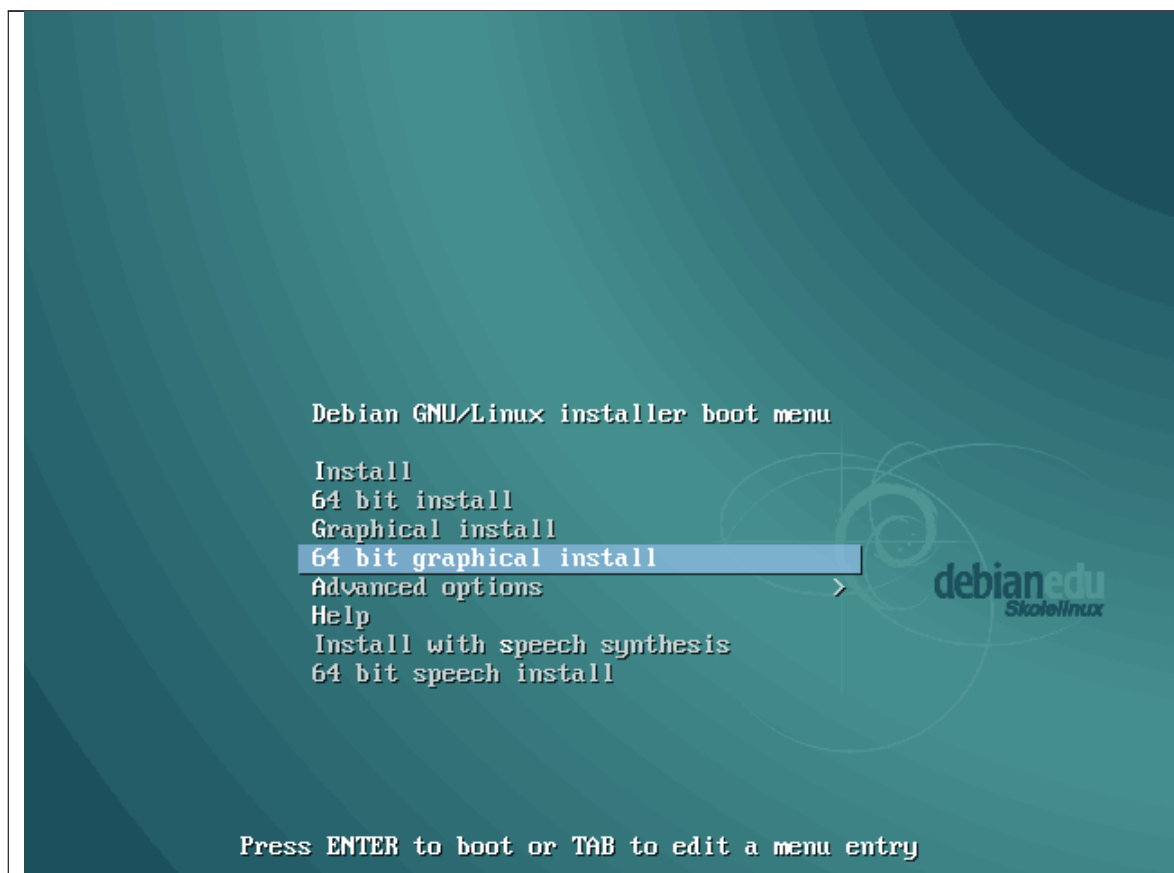 Debian GNU/Linux installer boot menu
Install
64 bit install
Graphical install
64 bit graphical install
Advanced options >
Help
Install with speech synthesis
64 bit speech install
debianedu
Skolelinux
Press ENTER to boot or TAB to edit a menu entry